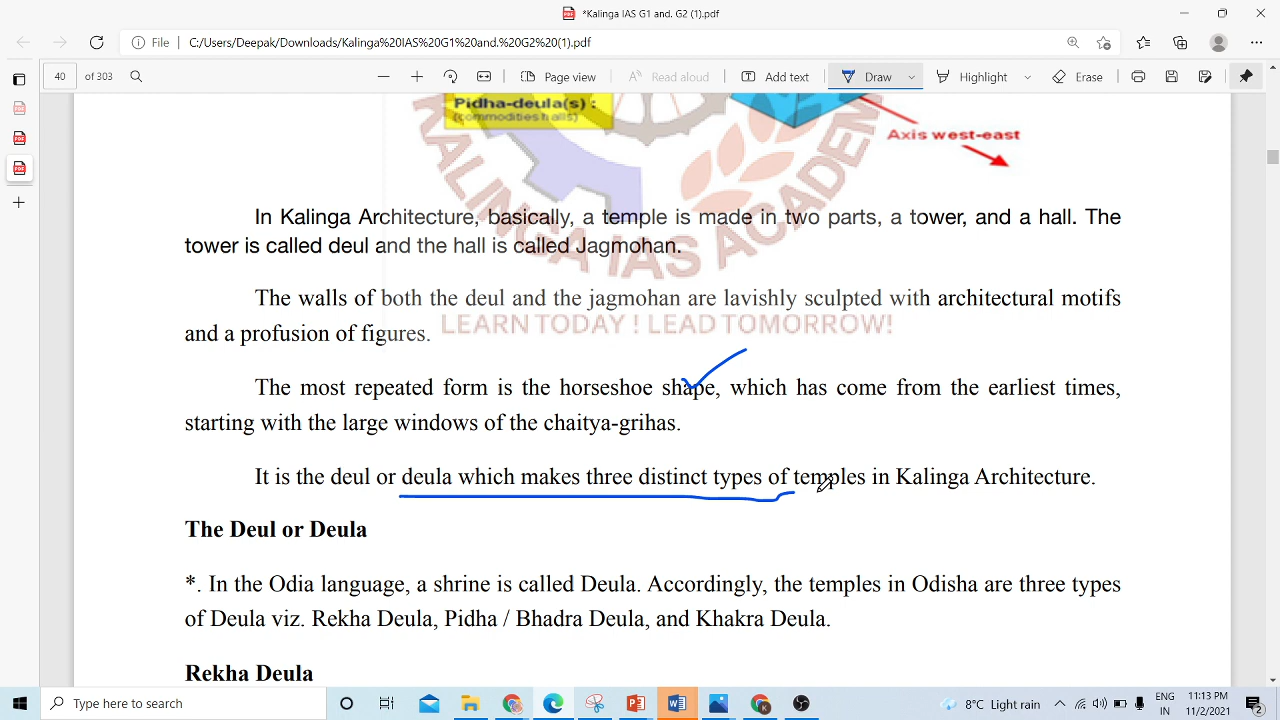 *Kalinga IAS G1 and. G2 (1).pdf
File
C:/Users/Deepak/Downloads/Kalinga%20IAS%20G1%20and.%20G2%20(1).pdf
40 of 303
Page view
Read aloud
Add text
Draw
Highlight
Erase
Pidha-deula(s) :
(commodities halls)
Axis west-east
KALINGA IAS ACADEM
In Kalinga Architecture, basically, a temple is made in two parts, a tower, and a hall. The
tower is called deul and the hall is called Jagmohan.
The walls of both the deul and the jagmohan are lavishly sculpted with architectural motifs
LEARN TODAY ! LEAD TOMORROW!
and a profusion of figures.
The most repeated form is the horseshoe shape, which has come from the earliest times,
starting with the large windows of the chaitya-grihas.
It is the deul or deula which makes three distinct types of temples in Kalinga Architecture.
The Deul or Deula
*. In the Odia language, a shrine is called Deula. Accordingly, the temples in Odisha are three types
of Deula viz. Rekha Deula, Pidha / Bhadra Deula, and Khakra Deula.
Rekha Deula
Type here to search
8°C Light rain
ENG
IN
11:13 PM
11/2/2021
2